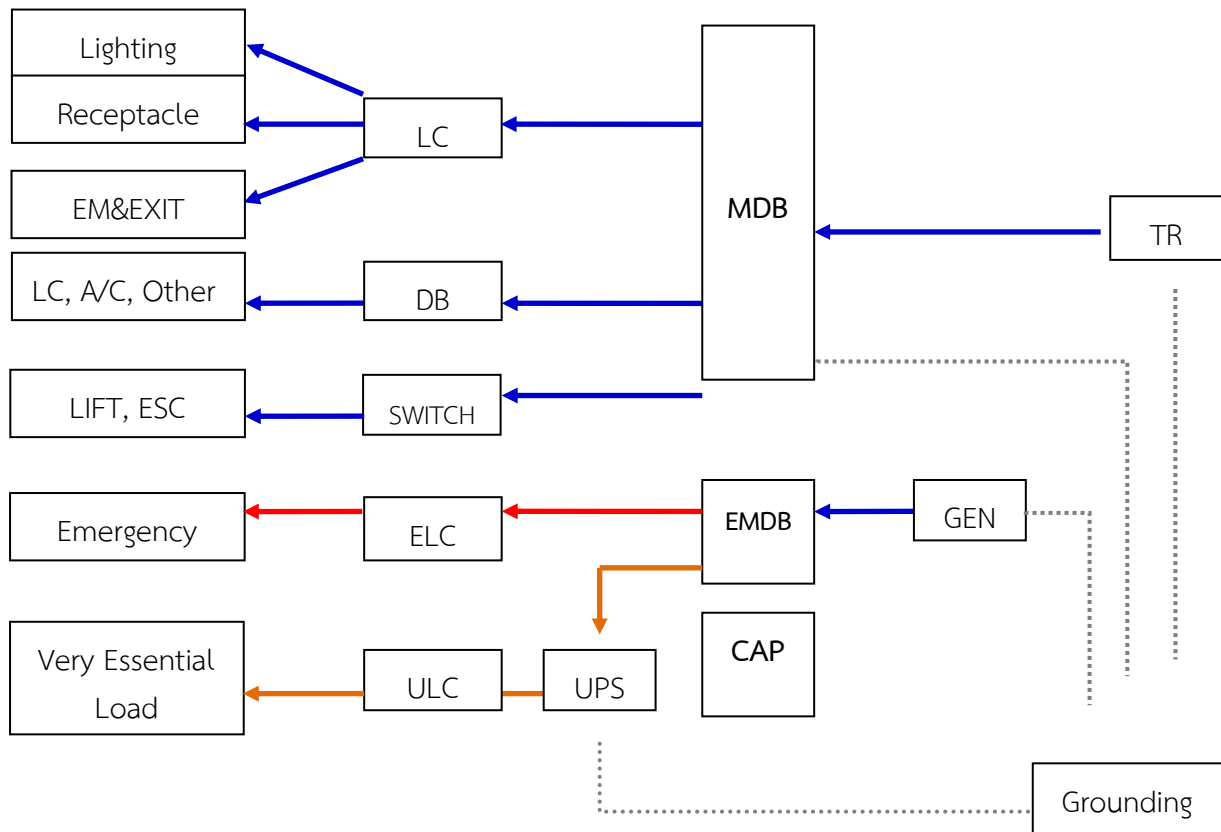 Lighting
Receptacle
LC
EM&EXIT
MDB
TR
LC, A/C, Other
DB
LIFT, ESC
SWITCH
Emergency
ELC
EMDB
GEN
Very Essential
Load
ULC
UPS
CAP
Grounding